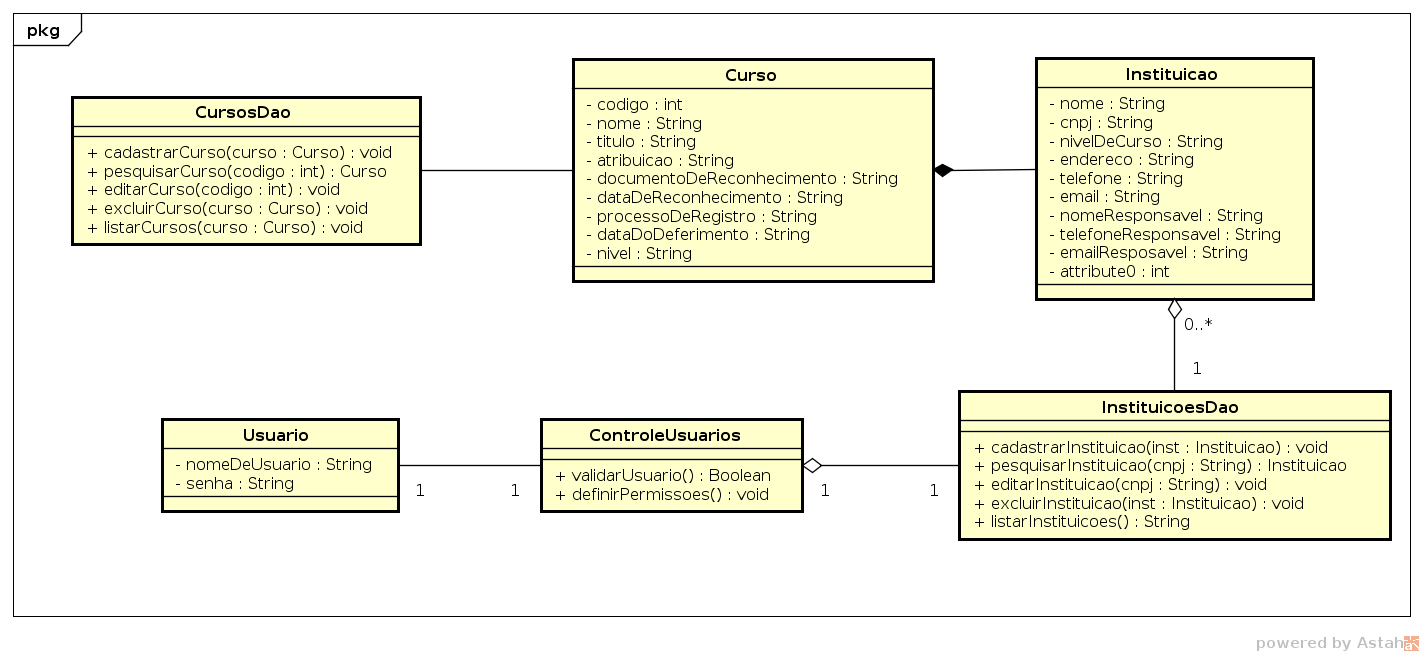 pkg
CursosDao
+ cadastrarCurso(curso : Curso) : void
+ pesquisarCurso(codigo : int) : Curso
+ editarCurso(codigo : int) : void
+ excluirCurso(curso : Curso) : void
+ listarCursos(curso : Curso) : void
Curso
- codigo : int
- nome : String
- titulo : String
- atribuicao : String
- documentoDeReconhecimento : String
- dataDeReconhecimento : String
- processoDeRegistro : String
- dataDoDeferimento : String
- nivel : String
Instituicao
- nome : String
- cnpj : String
- nivelDeCurso : String
- endereco : String
- telefone : String
- email : String
- nomeResponsavel : String
- telefoneResponsavel : String
- emailResposavel : String
- attribute0 : int
0..*
1
Usuario
- nomeDeUsuario : String
- senha : String
1
1
ControleUsuarios
+ validarUsuario() : Boolean
+ definirPermissoes() : void
1
1
InstituicoesDao
+ cadastrarInstituicao(inst : Instituicao) : void
+ pesquisarInstituicao(cnpj : String) : Instituicao
+ editarInstituicao(cnpj : String) : void
+ excluirInstituicao(inst : Instituicao) : void
+ listarInstituicoes() : String
powered by Astah